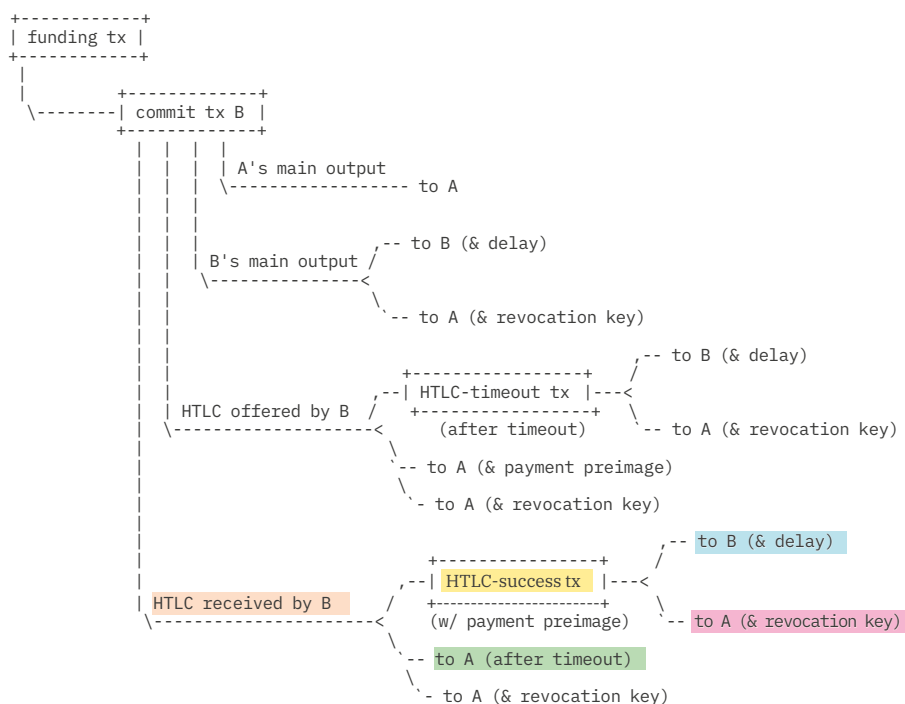 funding tx
commit tx B
A's main output
to A
to B (& delay)
B's main output
to A (& revocation key)
to B (& delay)
HTLC-timeout tx
HTLC offered by B
(after timeout)
to A (& revocation key)
to A (& payment preimage)
to A (& revocation key)
to B (& delay)
HTLC-success tx
HTLC received by B
(w/ payment preimage)
to A (& revocation key)
to A (after timeout)
to A (& revocation key)